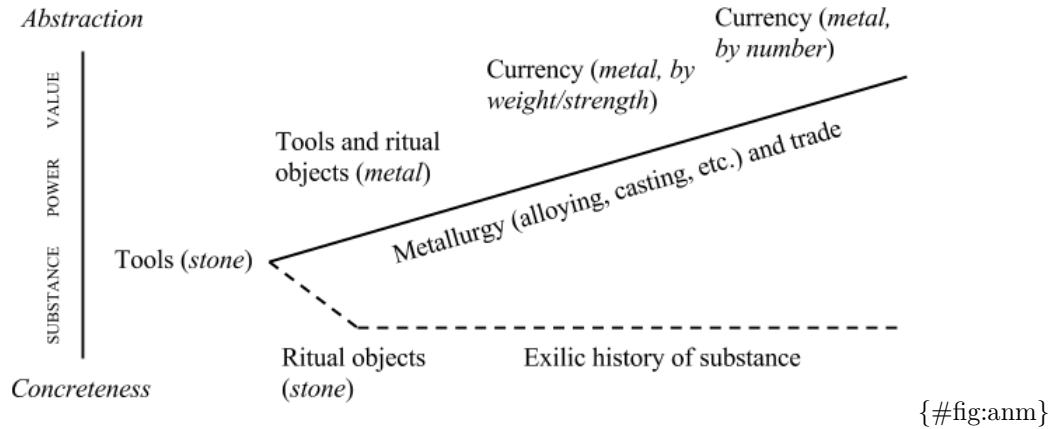 Abstraction
Currency (metal,
by number)
Currency (metal, by
weight/strength)
VALUE
Tools and ritual
objects (metal)
POWER
Metallurgy (alloying, casting, etc.) and trade
Tools (stone)
SUBSTANCE
Ritual objects
(stone)
Exilic history of substance
Concreteness
{#fig:anm}